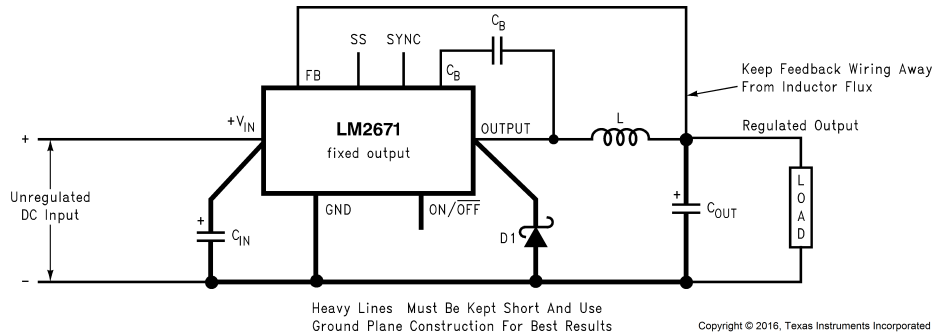 C_B
SS SYNC
FB
C_B
Keep Feedback Wiring Away
From Inductor Flux
+V_IN
LM2671
fixed output
OUTPUT
L
Regulated Output
+
Unregulated
DC Input
-
+
C_IN
GND
ON/O̅F̅F̅
D1
+
C_OUT
LOAD
Heavy Lines Must Be Kept Short And Use
Ground Plane Construction For Best Results
Copyright © 2016, Texas Instruments Incorporated